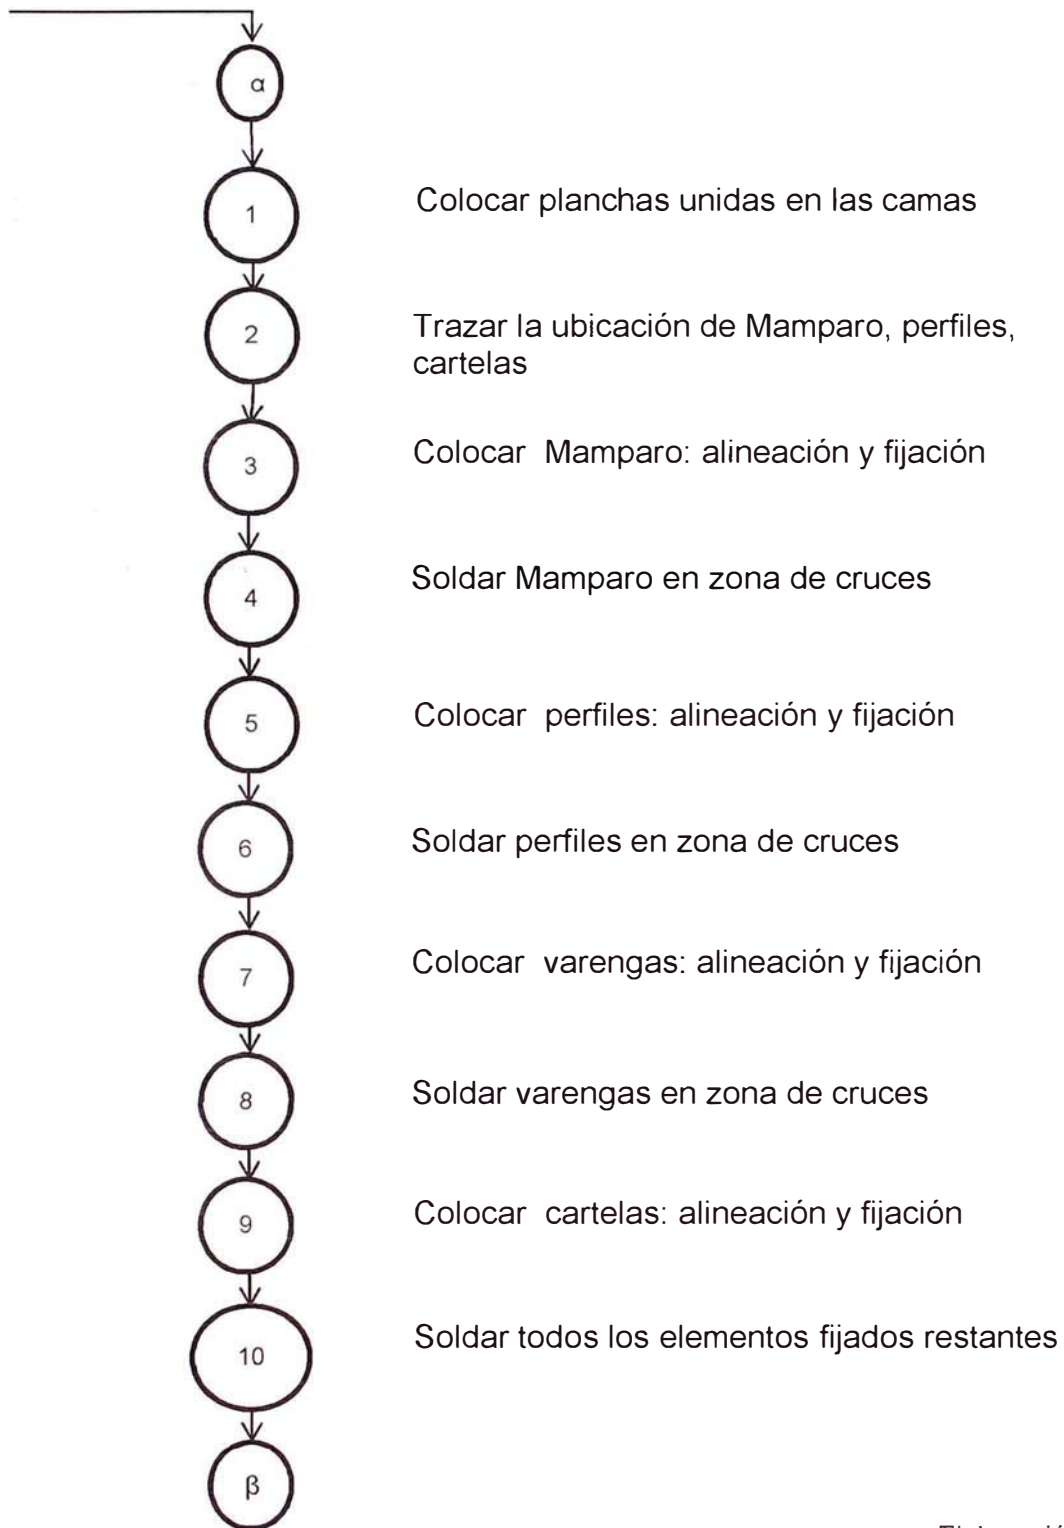 α
1
Colocar planchas unidas en las camas
2
Trazar la ubicación de Mamparo, perfiles,
cartelas
3
Colocar Mamparo: alineación y fijación
4
Soldar Mamparo en zona de cruces
5
Colocar perfiles: alineación y fijación
6
Soldar perfiles en zona de cruces
7
Colocar varengas: alineación y fijación
8
Soldar varengas en zona de cruces
9
Colocar cartelas: alineación y fijación
10
Soldar todos los elementos fijados restantes
β